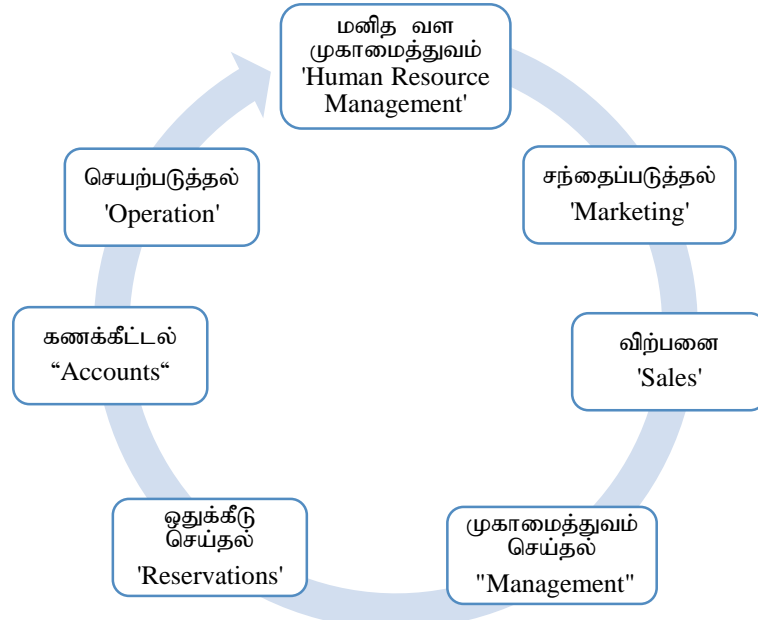 மனித வள
முகாமைத்துவம்
'Human Resource
Management'
சந்தைப்படுத்தல்
'Marketing'
விற்பனை
'Sales'
முகாமைத்துவம்
செய்தல்
"Management"
ஒதுக்கீடு
செய்தல்
'Reservations'
கணக்கீட்டல்
“Accounts“
செயற்படுத்தல்
'Operation'